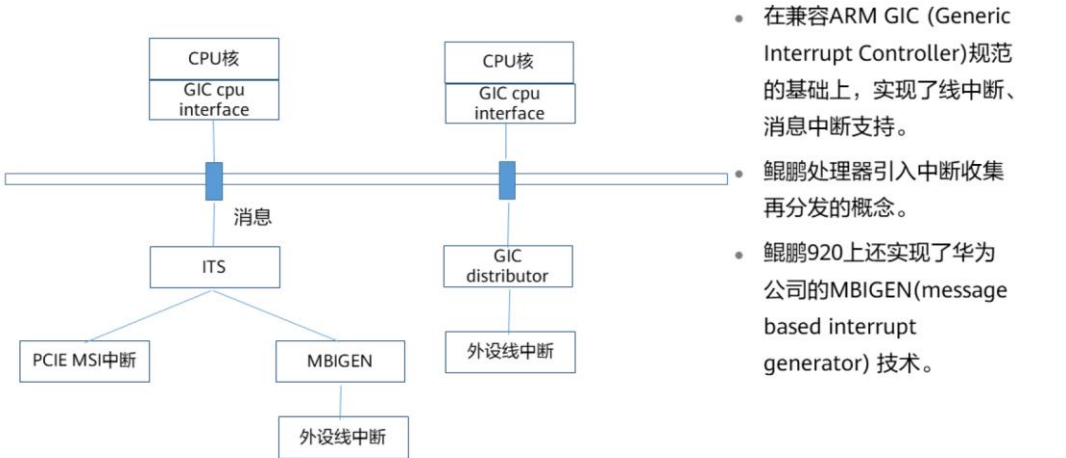 CPU核
GIC cpu
interface
CPU核
GIC cpu
interface
消息
ITS
GIC
distributor
PCIE MSI中断
MBIGEN
外设线中断
外设线中断
在兼容ARM GIC (Generic
Interrupt Controller)规范
的基础上，实现了线中断、
消息中断支持。
鲲鹏处理器引入中断收集
再分发的概念。
鲲鹏920上还实现了华为
公司的MBIGEN(message
based interrupt
generator) 技术。